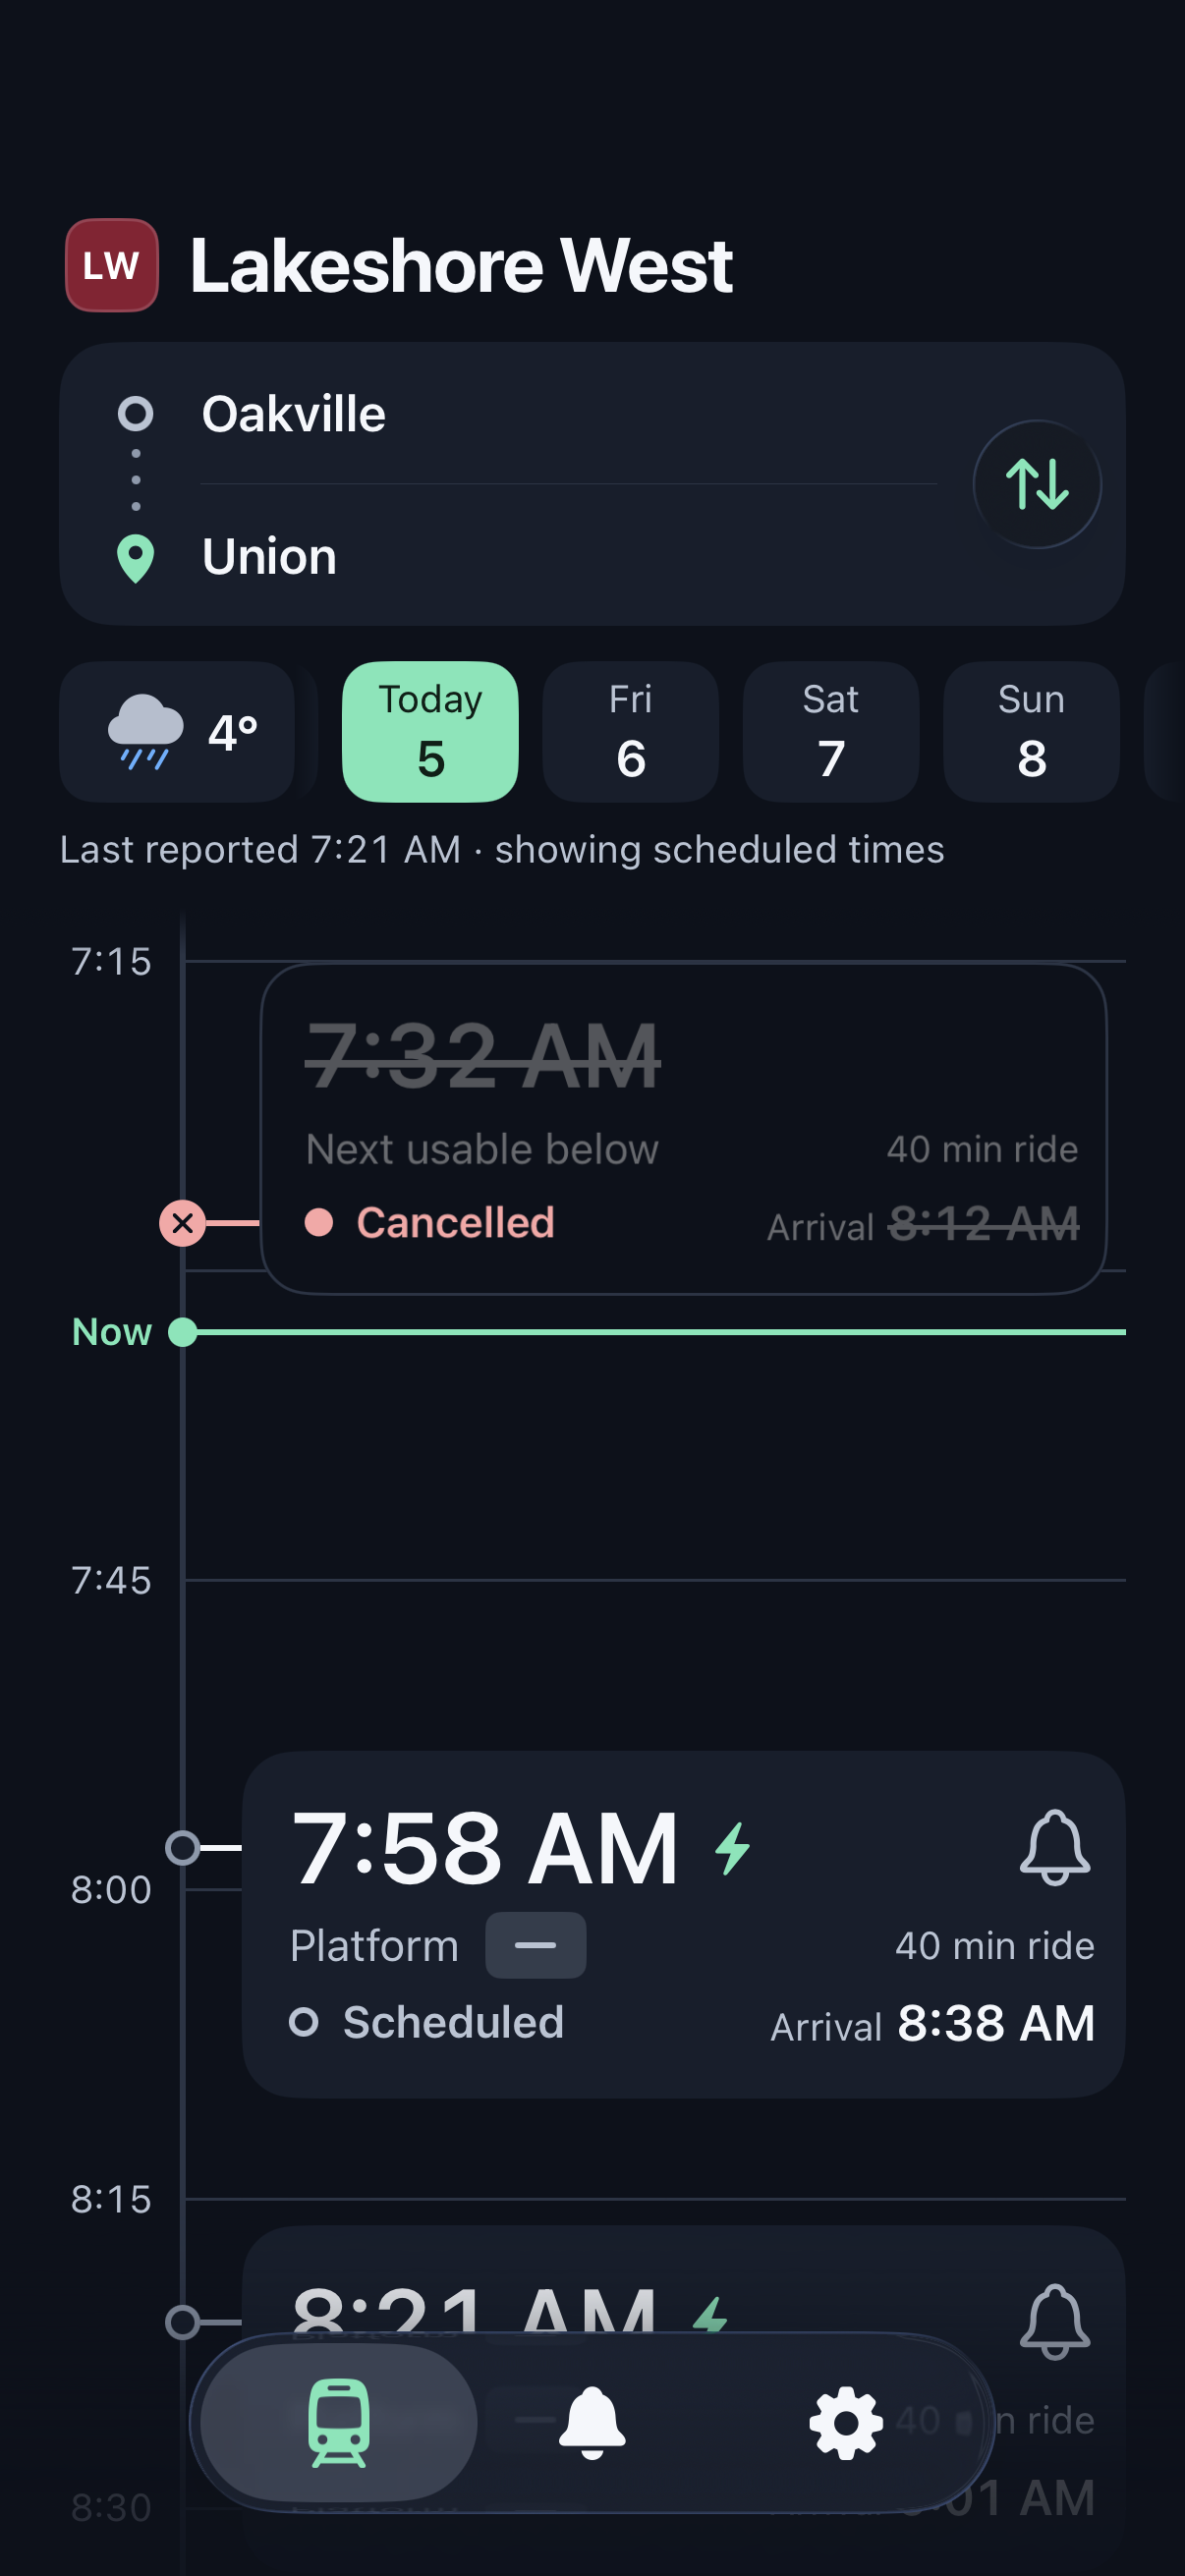 LW Lakeshore West
Oakville
Union
4°
Today Fri Sat Sun
5 6 7 8
Last reported 7:21 AM · showing scheduled times
7:15
7:32 AM
Next usable below 40 min ride
Cancelled Arrival 8:12 AM
Now
7:45
7:58 AM
8:00
Platform — 40 min ride
Scheduled Arrival 8:38 AM
8:15
8:21 AM
40 ride
8:30 AM